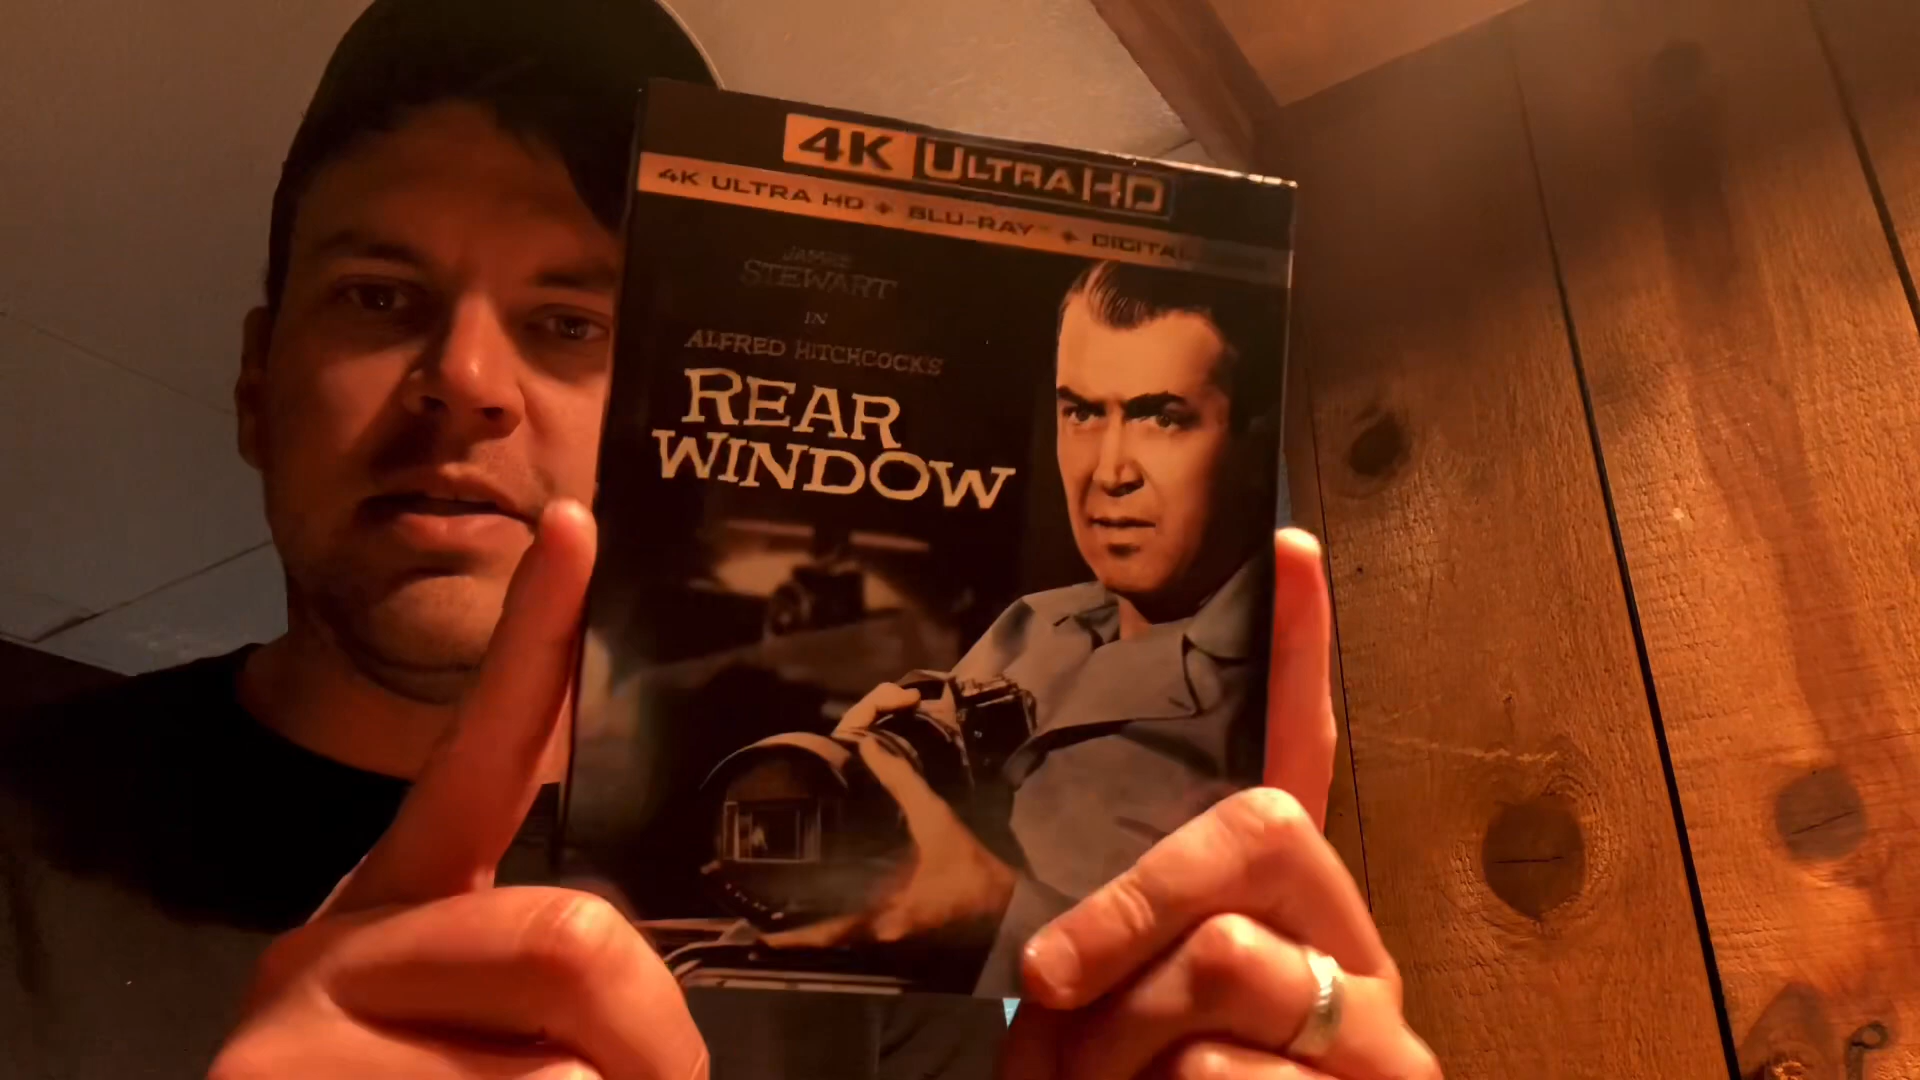 4K ULTRA HD
4K ULTRA HD + BLU-RAY + DIGITAL
JAMES
STEWART
IN
ALFRED HITCHCOCK'S
REAR
WINDOW